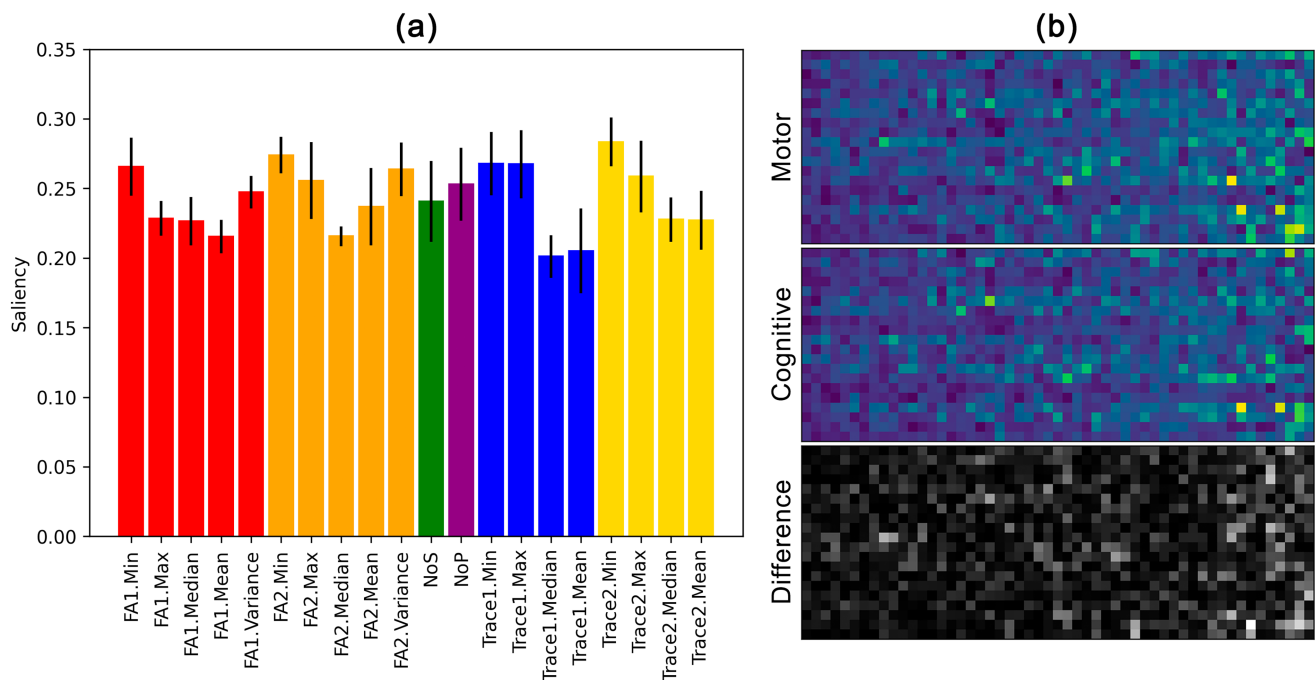 (a)
0.35
0.30
0.25
0.20
0.15
0.10
0.05
0.00
Saliency
FA1.Min
FA1.Max
FA1.Median
FA1.Mean
FA1.Variance
FA2.Min
FA2.Max
FA2.Median
FA2.Mean
FA2.Variance
NoS
NoP
Trace1.Min
Trace1.Max
Trace1.Median
Trace1.Mean
Trace2.Min
Trace2.Max
Trace2.Median
Trace2.Mean
(b)
Motor
Cognitive
Difference